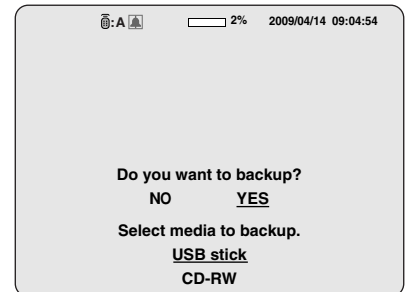 :A 2% 2009/04/14 09:04:54
Do you want to backup?
NO YES
Select media to backup.
USB stick
CD-RW